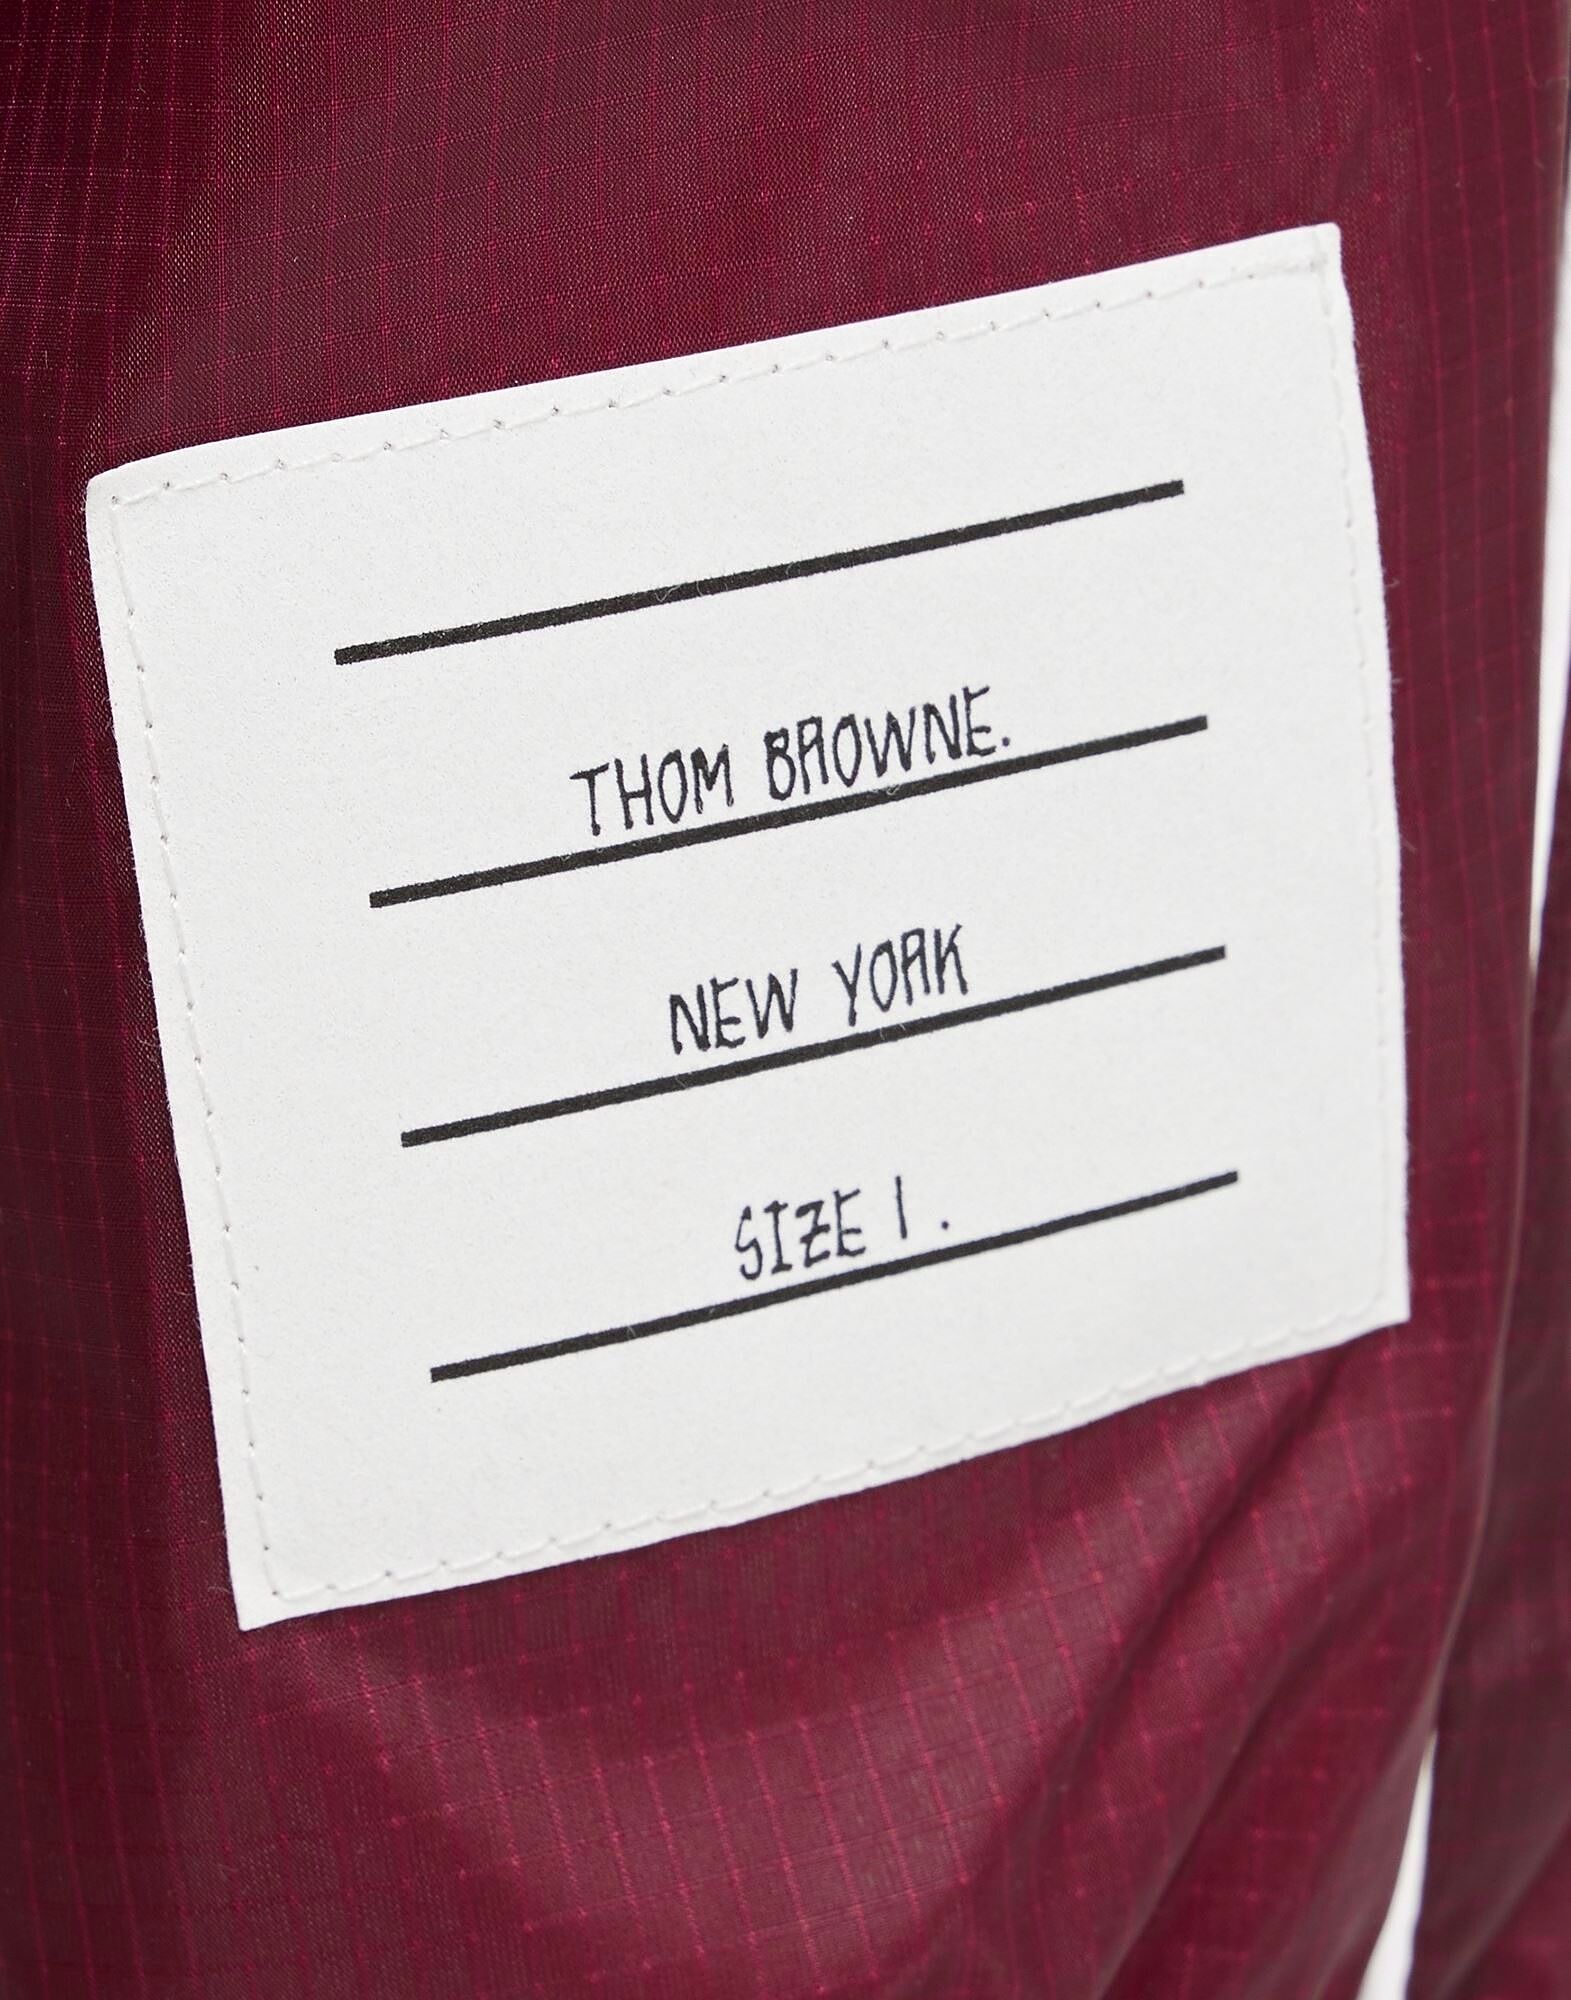 THOM BROWNE.
NEW YORK
SIZE 1.